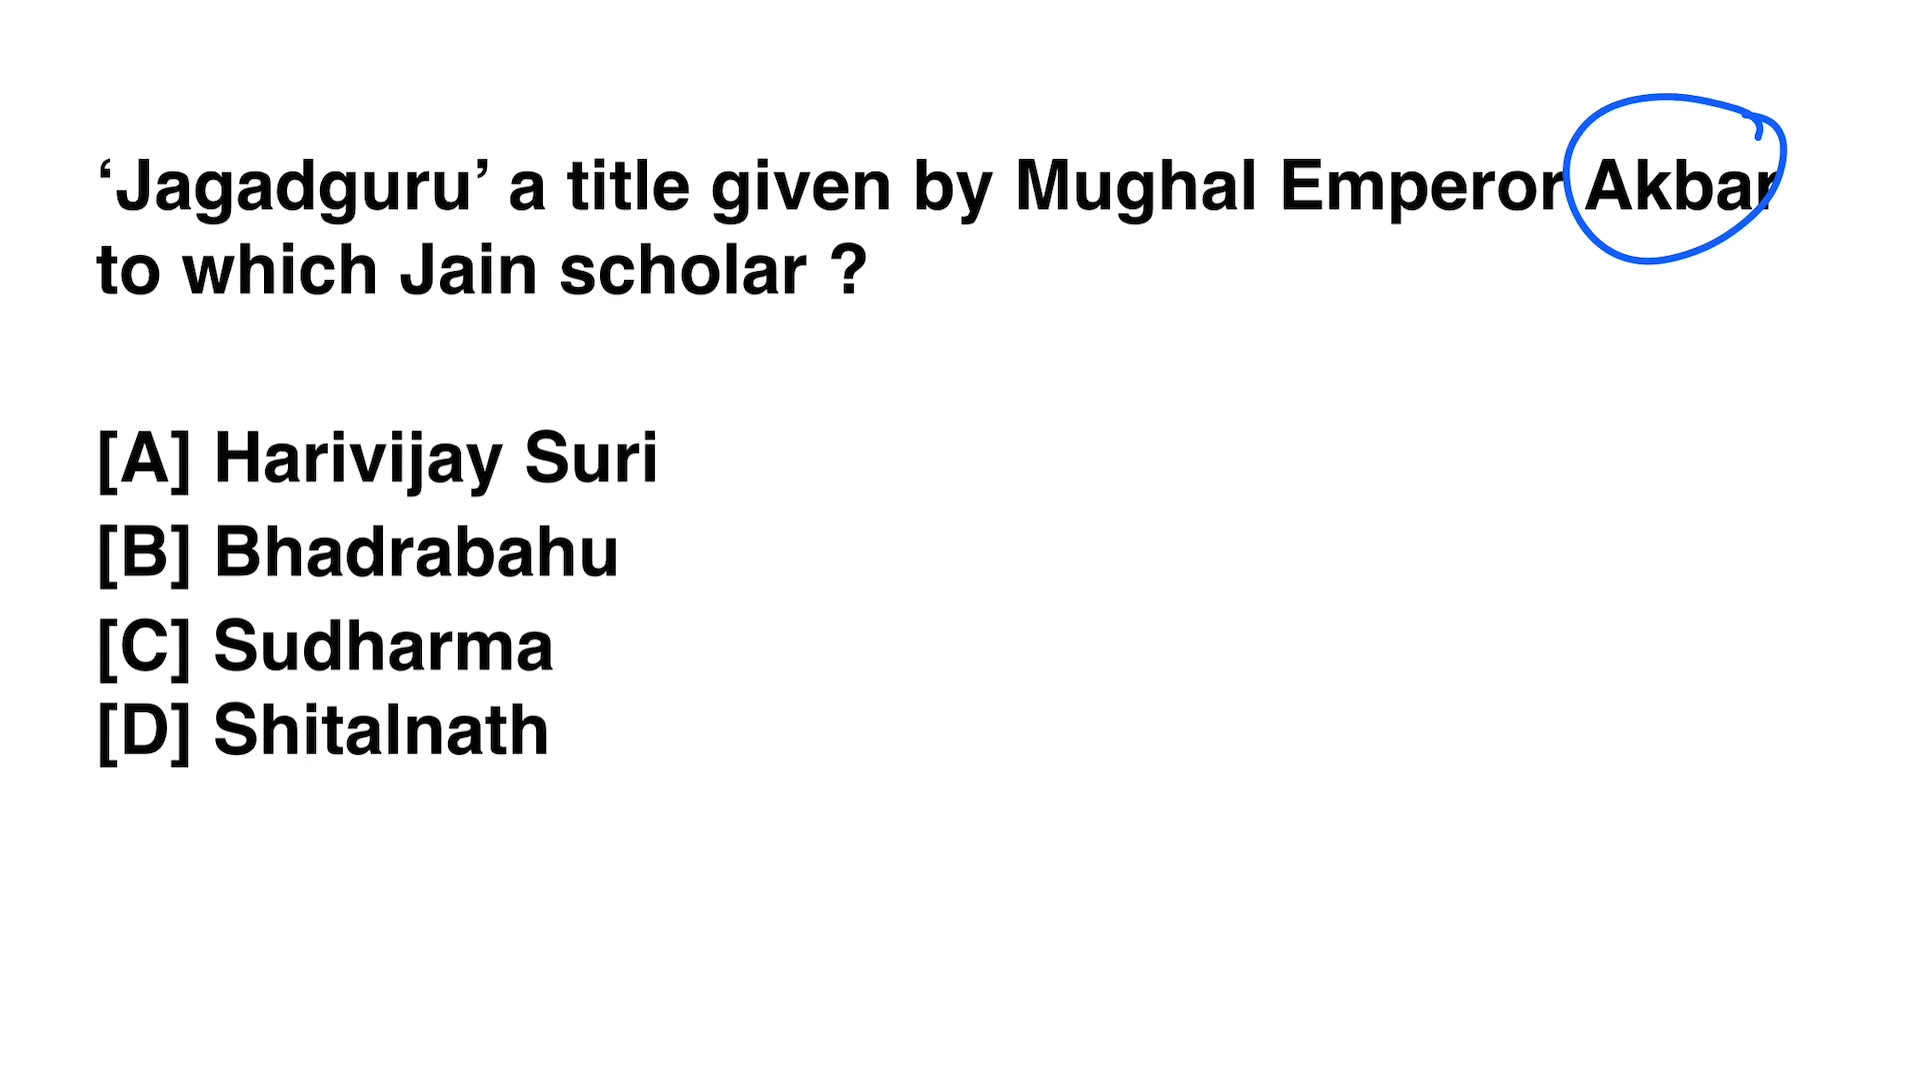 ‘Jagadguru’ a title given by Mughal Emperor Akbar
to which Jain scholar ?
[A] Harivijay Suri
[B] Bhadrabahu
[C] Sudharma
[D] Shitalnath